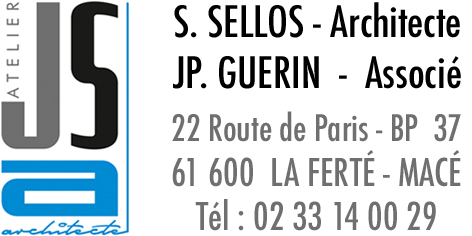 ATELIER
JS
a
architecte
S. SELLOS - Architecte
JP. GUERIN - Associé
22 Route de Paris - BP 37
61 600 LA FERTÉ - MACÉ
Tél : 02 33 14 00 29